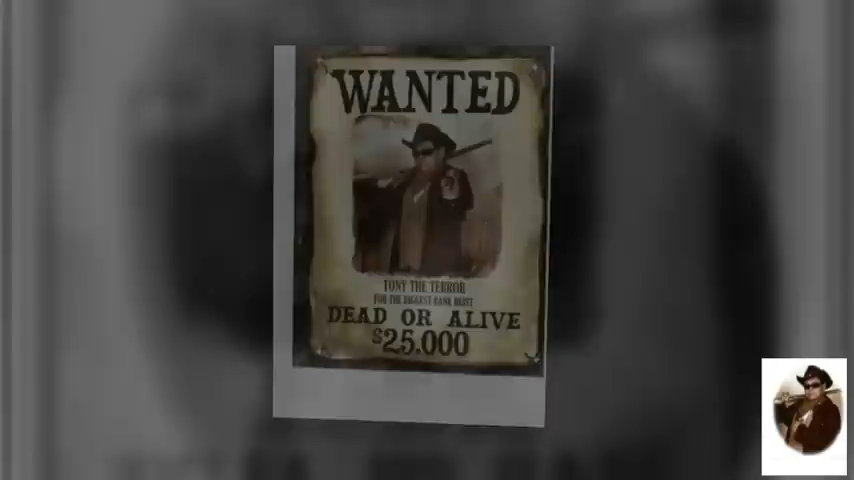 WANTED
TONY THE TERROR
FOR THE BIGGEST BANK HEIST
DEAD OR ALIVE
$25.000